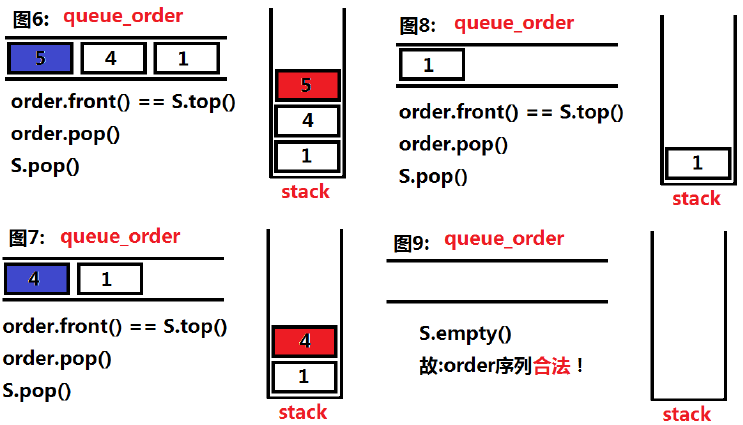 图6: queue_order
5 4 1
order.front() == S.top()
order.pop()
S.pop()
5
4
1
stack
图7: queue_order
4 1
order.front() == S.top()
order.pop()
S.pop()
4
1
stack
图8: queue_order
1
order.front() == S.top()
order.pop()
S.pop()
1
stack
图9: queue_order
S.empty()
故:order序列合法！
stack